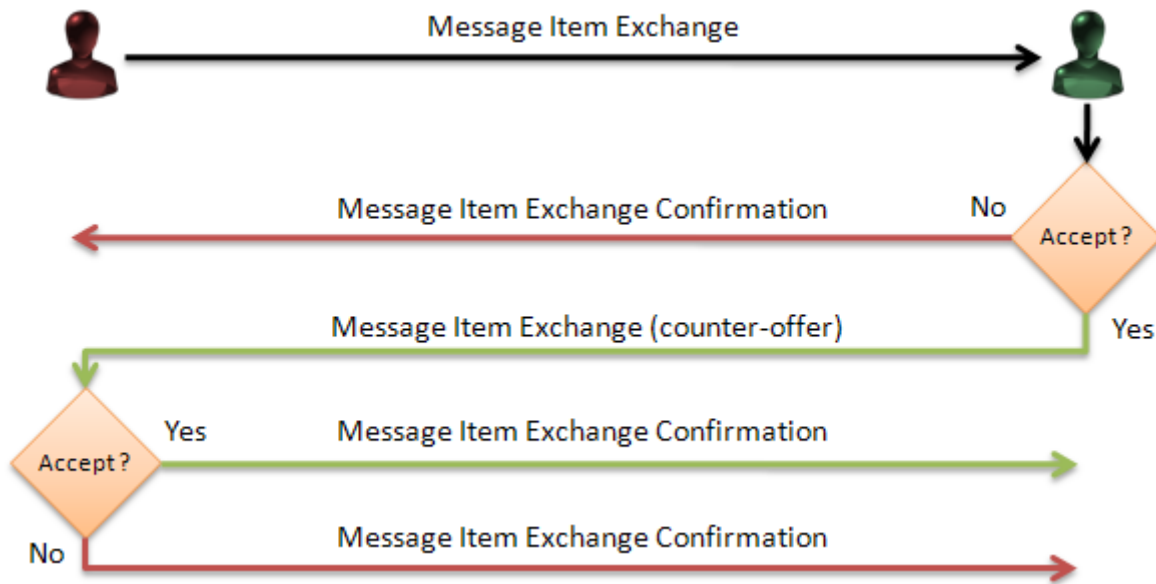 Message Item Exchange
Message Item Exchange Confirmation
No
Accept?
Message Item Exchange (counter-offer)
Yes
Yes
Message Item Exchange Confirmation
Accept?
Message Item Exchange Confirmation
No